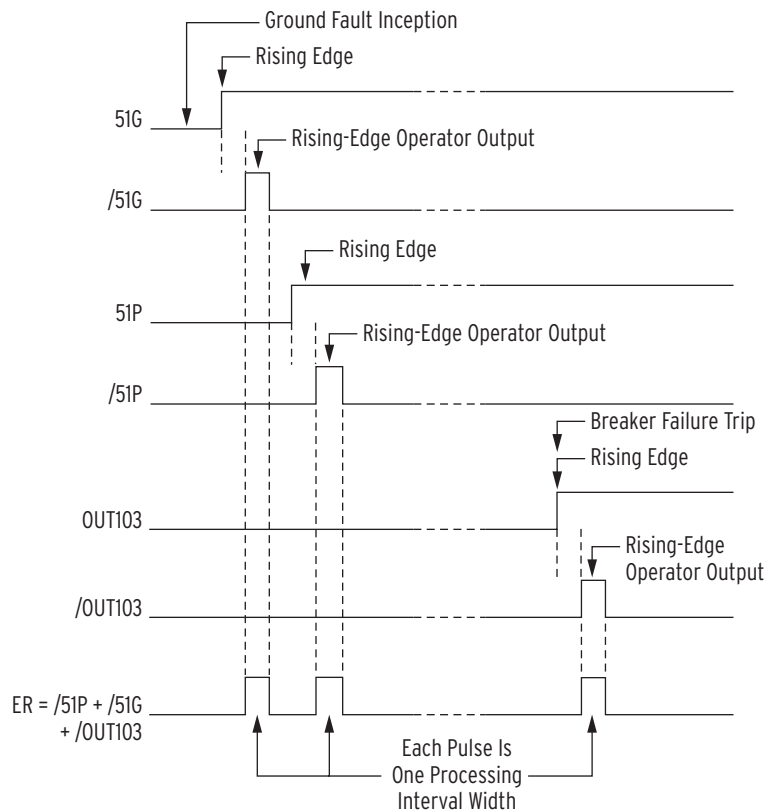 Ground Fault Inception
Rising Edge
51G
Rising-Edge Operator Output
/51G
Rising Edge
51P
Rising-Edge Operator Output
/51P
Breaker Failure Trip
Rising Edge
OUT103
Rising-Edge
Operator Output
/OUT103
ER = /51P + /51G
+ /OUT103
Each Pulse Is
One Processing
Interval Width